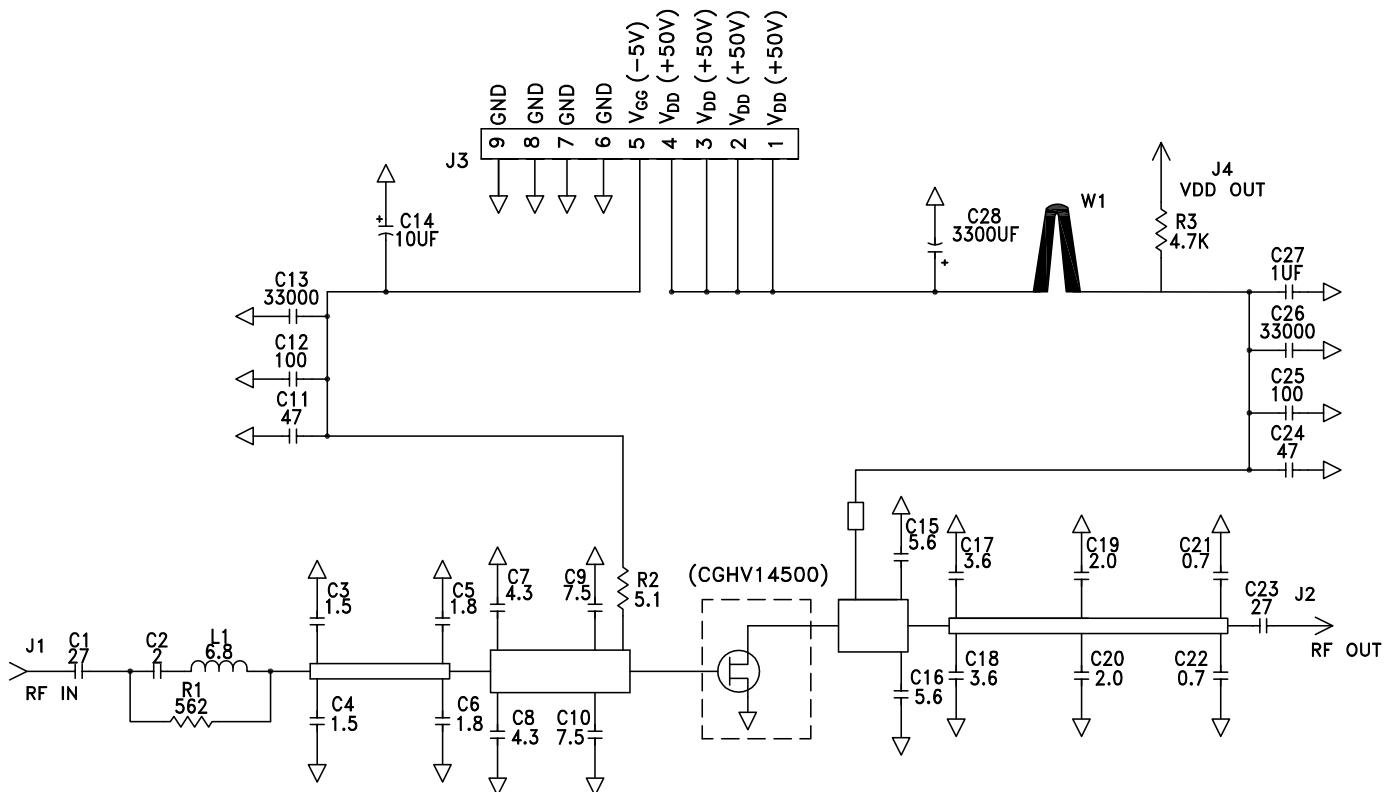 GND
GND
GND
GND
VGG (-5V)
VDD (+50V)
VDD (+50V)
VDD (+50V)
VDD (+50V)
J3
9 8 7 6 5 4 3 2 1
C14
10UF
C28
3300UF
W1
J4
VDD OUT
R3
4.7K
C13
33000
C12
100
C11
47
C27
1UF
C26
33000
C25
100
C24
47
J1
RF IN
C1
27
C2
2
L1
6.8
R1
562
C3
1.5
C4
1.5
C5
1.8
C6
1.8
C7
4.3
C8
4.3
C9
7.5
C10
7.5
R2
5.1
(CGHV14500)
C15
5.6
C16
5.6
C17
3.6
C18
3.6
C19
2.0
C20
2.0
C21
0.7
C22
0.7
C23
27
J2
RF OUT